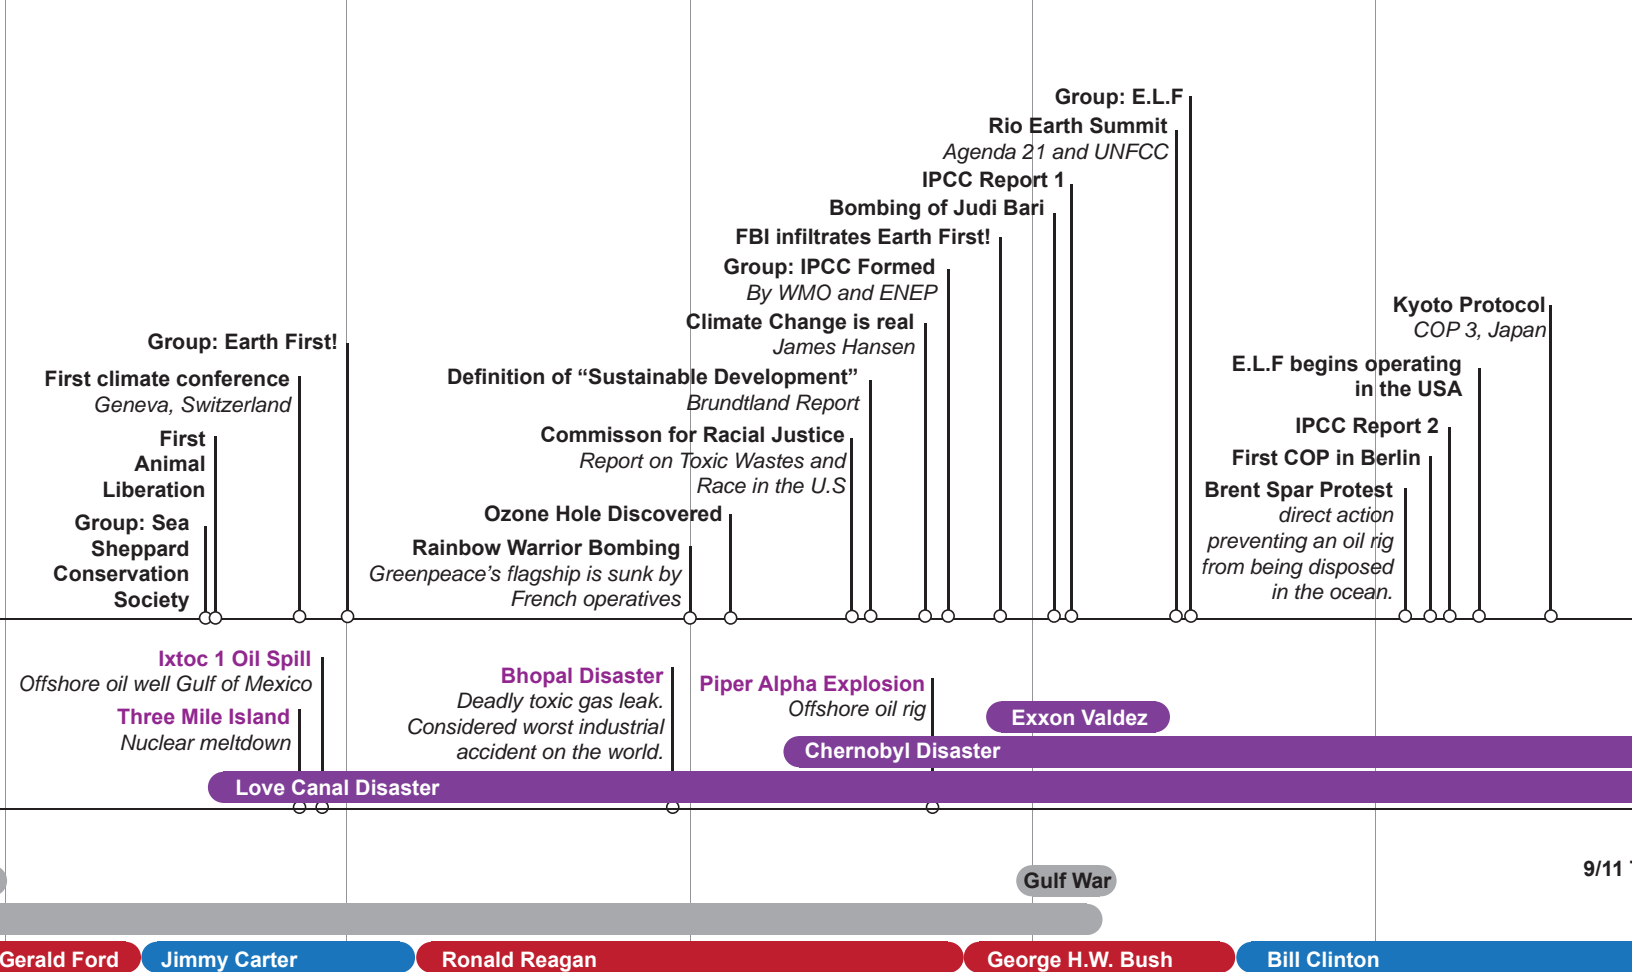 Group: E.L.F
Rio Earth Summit
Agenda 21 and UNFCC
IPCC Report 1
Bombing of Judi Bari
FBI infiltrates Earth First!
Group: IPCC Formed
By WMO and ENEP
Kyoto Protocol
COP 3, Japan
Climate Change is real
James Hansen
Group: Earth First!
E.L.F begins operating
in the USA
First climate conference
Geneva, Switzerland
Definition of “Sustainable Development”
Brundtland Report
IPCC Report 2
First
Animal
Liberation
Commisson for Racial Justice
Report on Toxic Wastes and
Race in the U.S
First COP in Berlin
Brent Spar Protest
direct action
preventing an oil rig
from being disposed
in the ocean.
Ozone Hole Discovered
Group: Sea
Sheppard
Conservation
Society
Rainbow Warrior Bombing
Greenpeace’s flagship is sunk by
French operatives
Ixtoc 1 Oil Spill
Offshore oil well Gulf of Mexico
Three Mile Island
Nuclear meltdown
Bhopal Disaster
Deadly toxic gas leak.
Considered worst industrial
accident on the world.
Piper Alpha Explosion
Offshore oil rig
Exxon Valdez
Chernobyl Disaster
Love Canal Disaster
9/11
Gulf War
Gerald Ford
Jimmy Carter
Ronald Reagan
George H.W. Bush
Bill Clinton